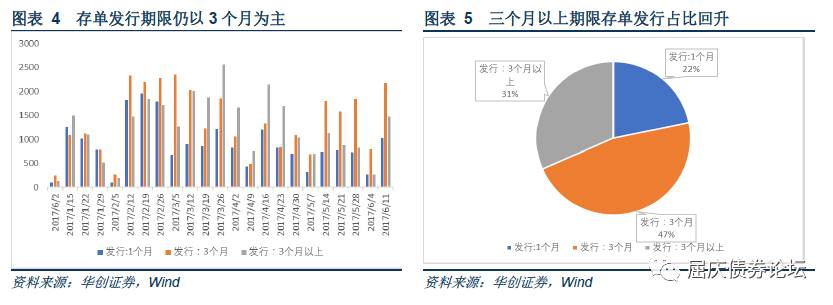 图表 4 存单发行期限仍以 3 个月为主
3000
2500
2000
1500
1000
500
0
2017/6/2
2017/1/15
2017/1/22
2017/1/29
2017/2/5
2017/2/12
2017/2/19
2017/2/26
2017/3/5
2017/3/12
2017/3/19
2017/3/26
2017/4/2
2017/4/9
2017/4/16
2017/4/23
2017/4/30
2017/5/7
2017/5/14
2017/5/21
2017/5/28
2017/6/4
2017/6/11
发行:1个月
发行：3个月
发行：3个月以上
资料来源：华创证券，Wind
图表 5 三个月以上期限存单发行占比回升
发行:1个月
22%
发行：3个月以
上
31%
发行：3个月
47%
发行:1个月
发行：3个月
发行：3个月以上
资料来源：华创证券，Wind
屈庆债券论坛